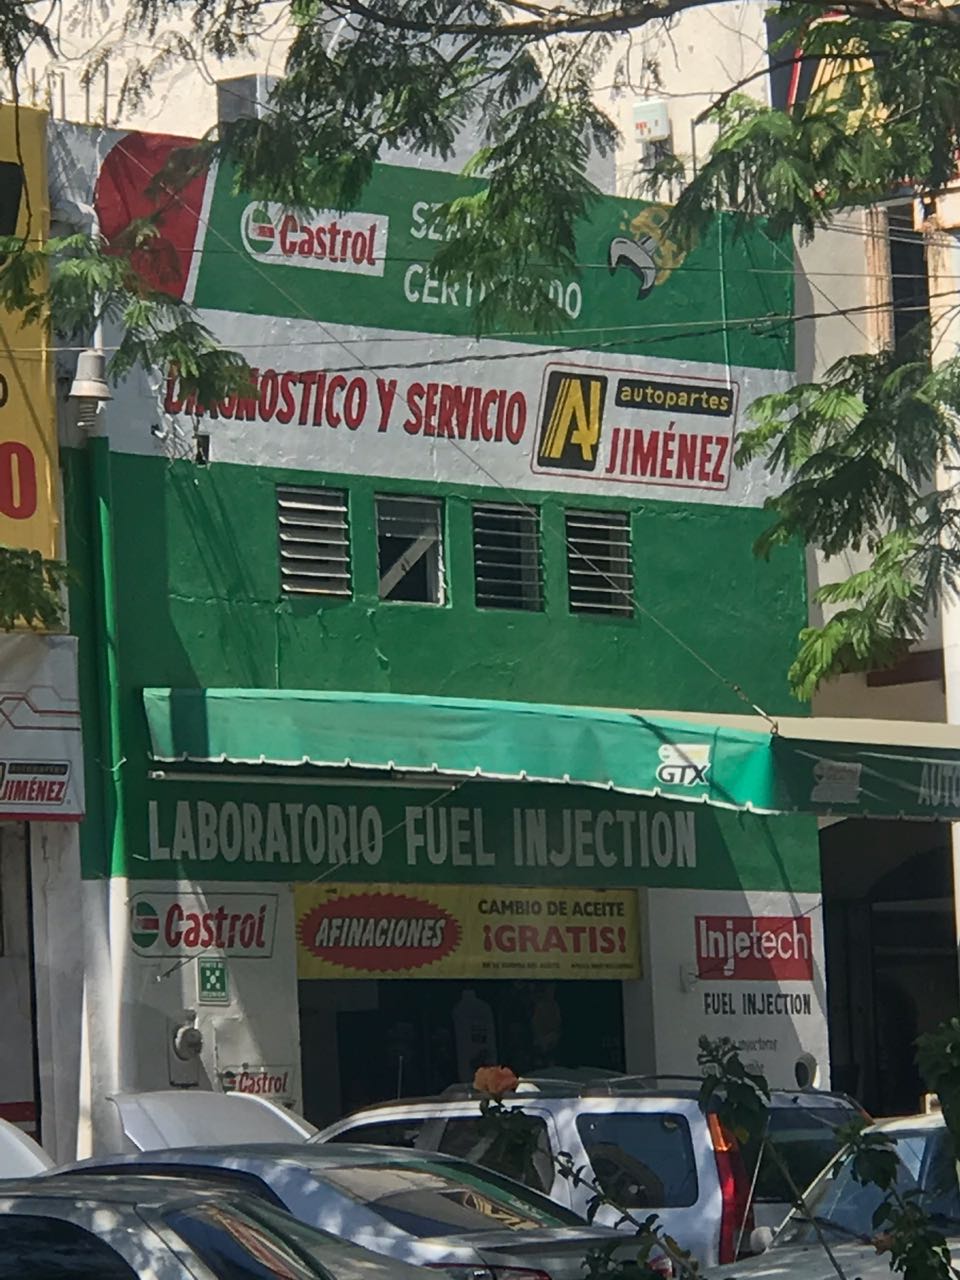 Castrol
CERTIFICADO
DIAGNOSTICO Y SERVICIO
autopartes
JIMÉNEZ
O
JIMÉNEZ
GTX
LABORATORIO FUEL INJECTION
Castrol
AFINACIONES
CAMBIO DE ACEITE
¡GRATIS!
Injetech
FUEL INJECTION
Castrol